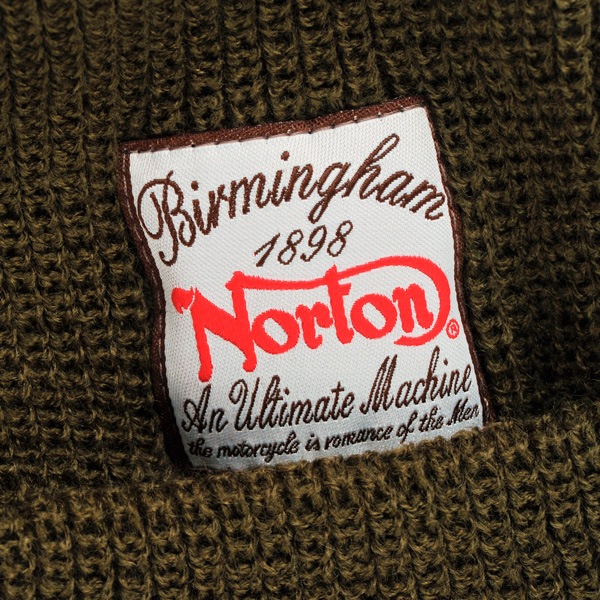 Birmingham
1898
Norton®
An Ultimate Machine
the motorcycle is romance of the Men